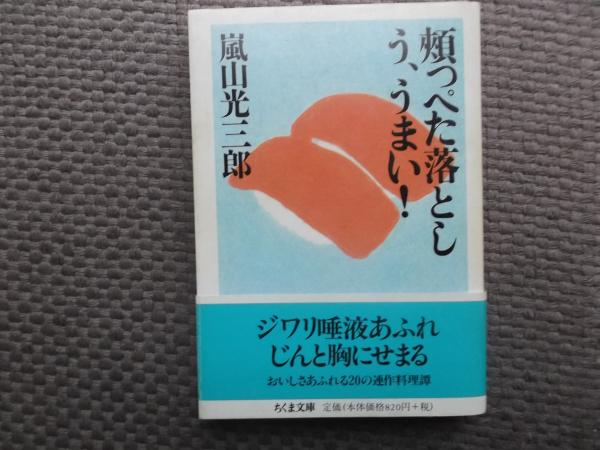 頬っぺた落とし
う、うまい!
嵐山光三郎
ジワリ唾液あふれ
じんと胸にせまる
おいしさあふれる20の連作料理譚
ちくま文庫 定価(本体価格820円+税)